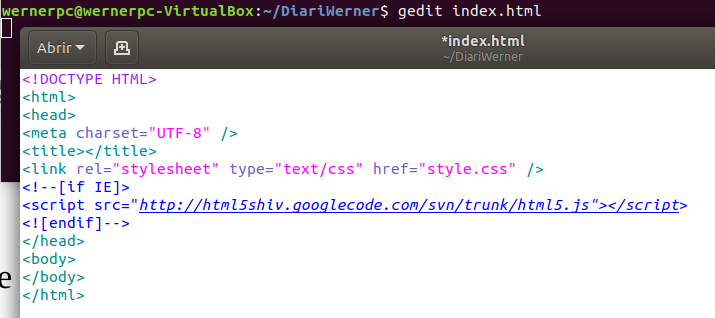 wernerpc@wernerpc-VirtualBox:~/DiariWerner$ gedit index.html
Abrir
*index.html
~/DiariWerner
<!DOCTYPE HTML>
<html>
<head>
<meta charset="UTF-8" />
<title></title>
<link rel="stylesheet" type="text/css" href="style.css" />
<!--[if IE]>
<script src="http://html5shiv.googlecode.com/svn/trunk/html5.js"></script>
<![endif]-->
</head>
<body>
</body>
</html>
e